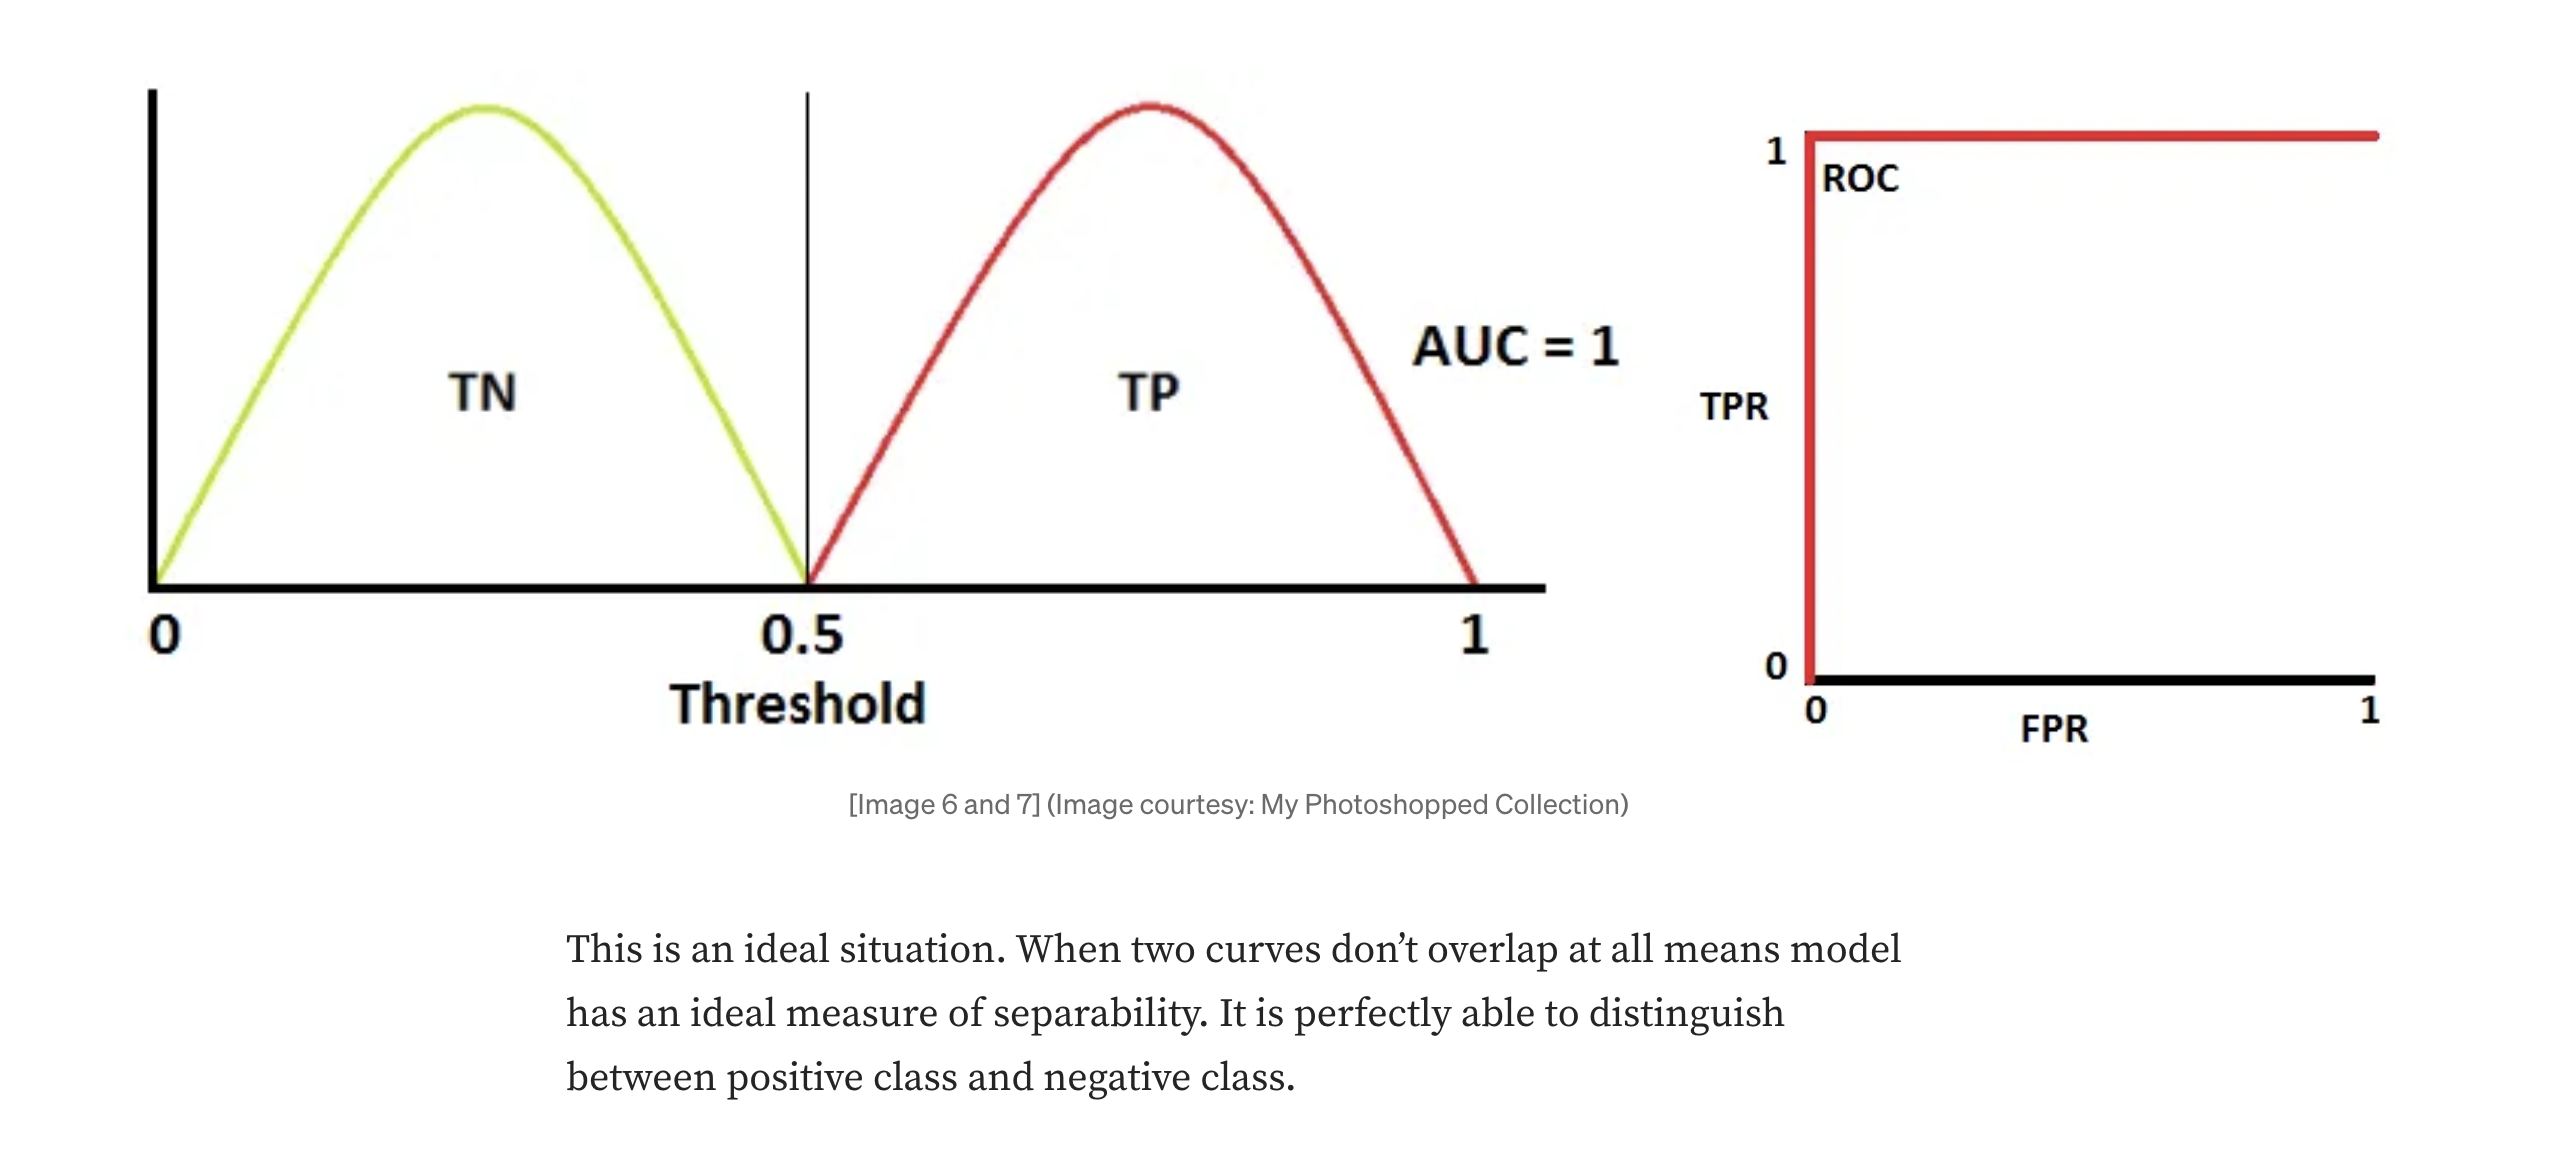 TN
TP
AUC = 1
0
0.5
1
Threshold
1
ROC
TPR
0
0
1
FPR
[Image 6 and 7] (Image courtesy: My Photoshopped Collection)
This is an ideal situation. When two curves don’t overlap at all means model
has an ideal measure of separability. It is perfectly able to distinguish
between positive class and negative class.